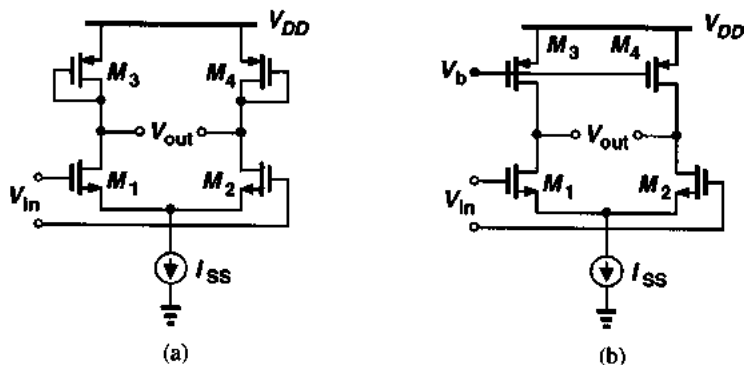 V_DD
M_3
M_4
V_out
V_in
M_1
M_2
I_SS
(a)
V_DD
M_3
M_4
V_b
V_out
V_in
M_1
M_2
I_SS
(b)